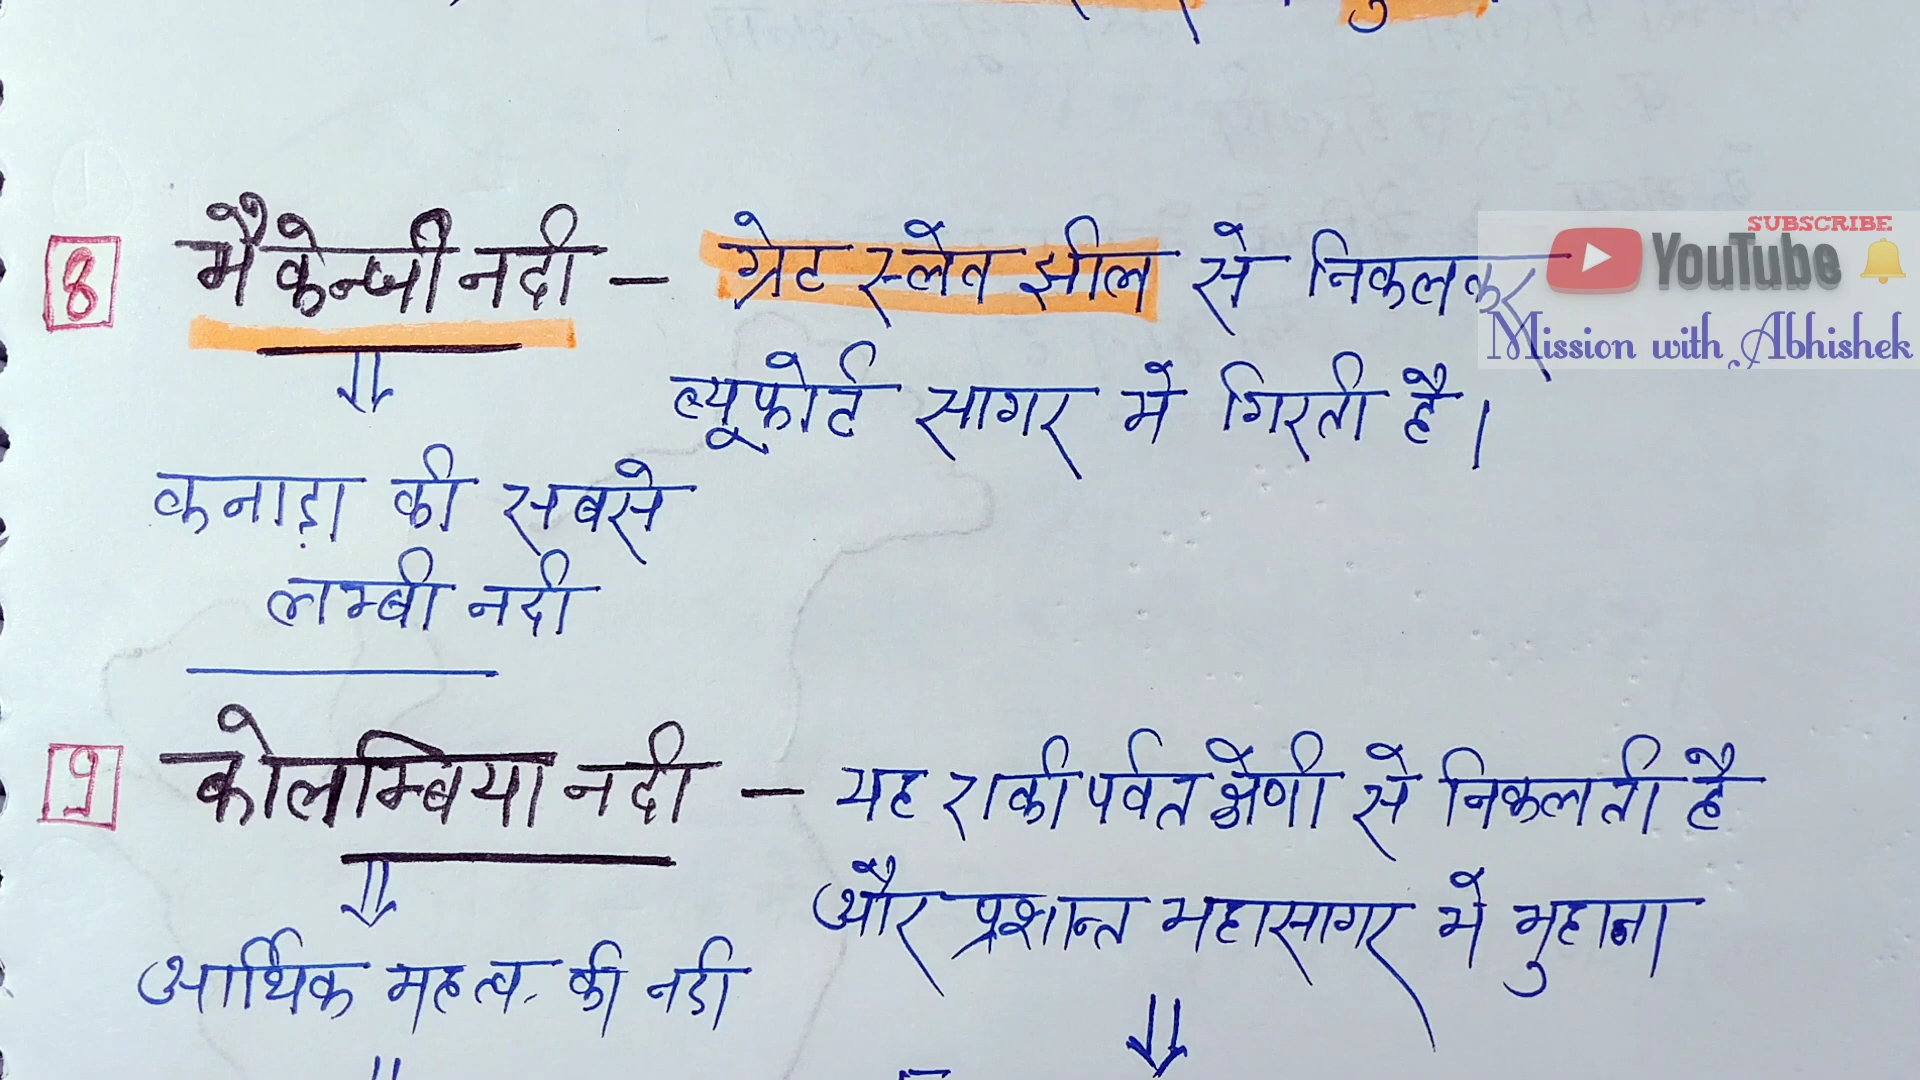 8 मैकेन्जी नदी – ग्रेट स्लेव झील से निकलकर
ब्यूफोर्ट सागर में गिरती है।
कनाड़ा की सबसे
लम्बी नदी
9 कोलम्बिया नदी – यह राकी पर्वत श्रेणी से निकलती है
और प्रशान्त महासागर में मुहाना
आर्थिक महत्व की नदी
SUBSCRIBE
YouTube
Mission with Abhishek